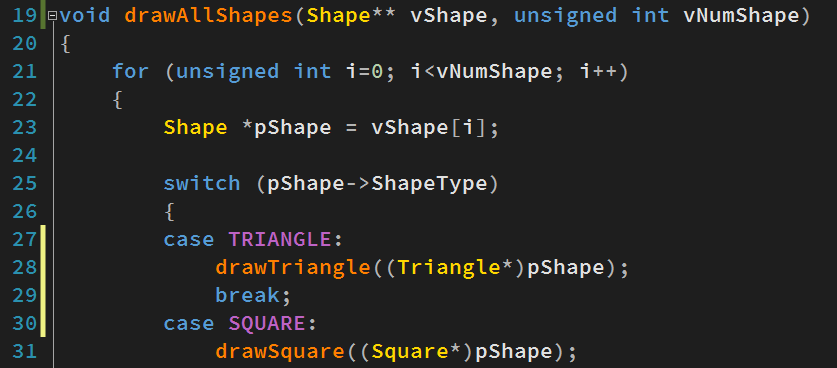 19 void drawAllShapes(Shape** vShape, unsigned int vNumShape)
20 {
21     for (unsigned int i=0; i<vNumShape; i++)
22     {
23         Shape *pShape = vShape[i];
24
25         switch (pShape->ShapeType)
26         {
27         case TRIANGLE:
28             drawTriangle((Triangle*)pShape);
29             break;
30         case SQUARE:
31             drawSquare((Square*)pShape);